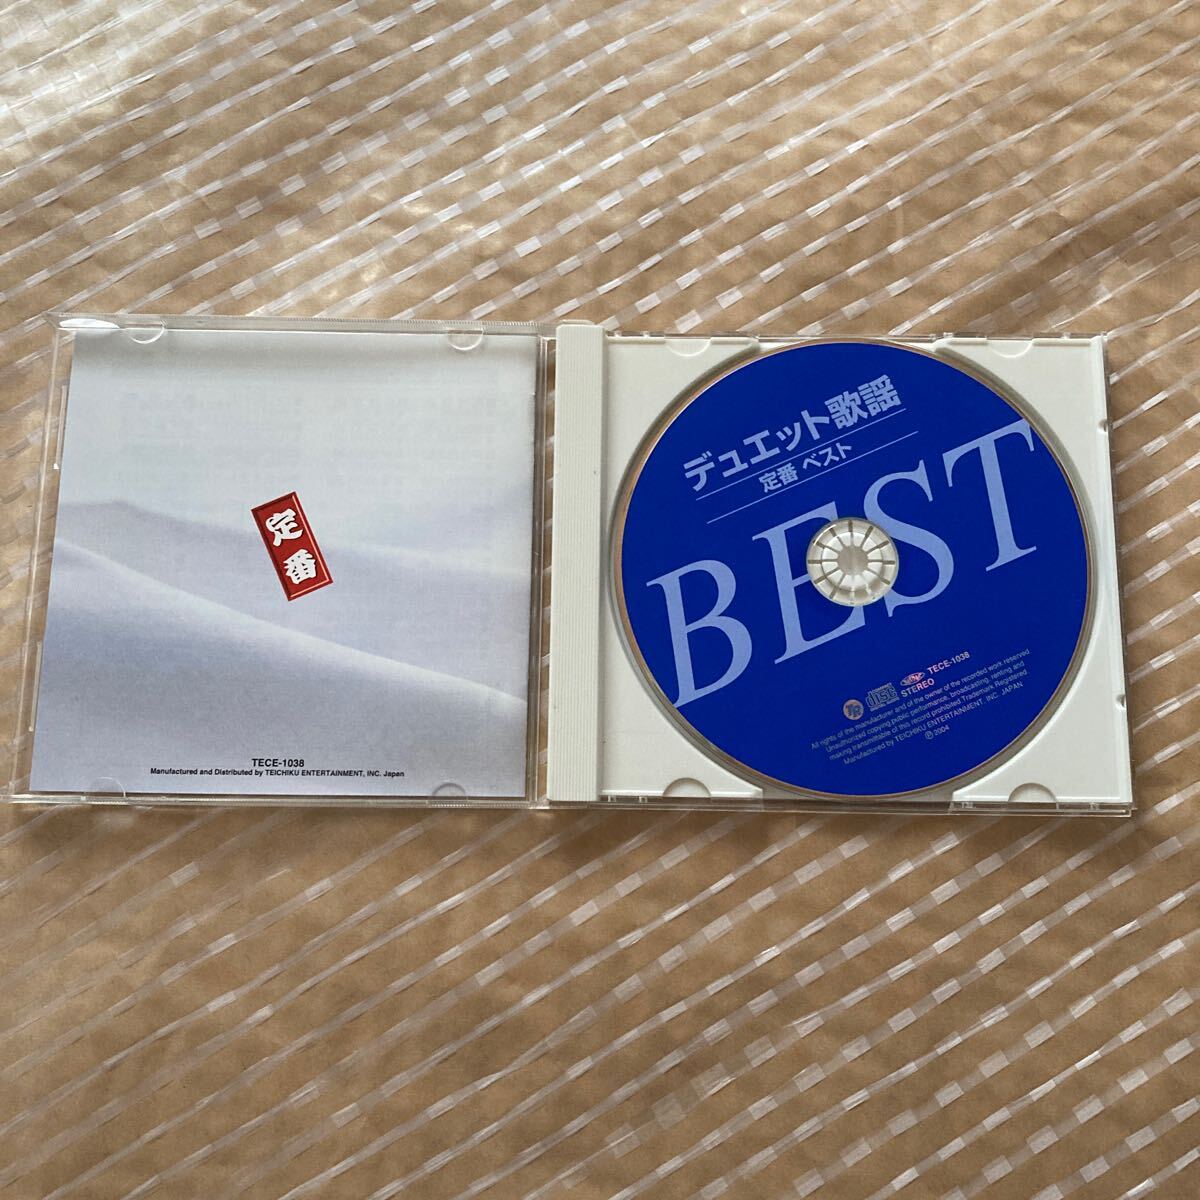 定番
TECE-1038
Manufactured and Distributed by TEICHIKU ENTERTAINMENT, INC. Japan
デュエット歌謡
定番 ベスト
BEST
TECE-1038
STEREO
All rights of the manufacturer and of the owner of the recorded work reserved
Unauthorized copying,public performance, broadcasting, renting and
making transmittable of this record prohibited.Trademark Registered
Manufactured by TEICHIKU ENTERTAINMENT, INC. JAPAN
℗ 2004